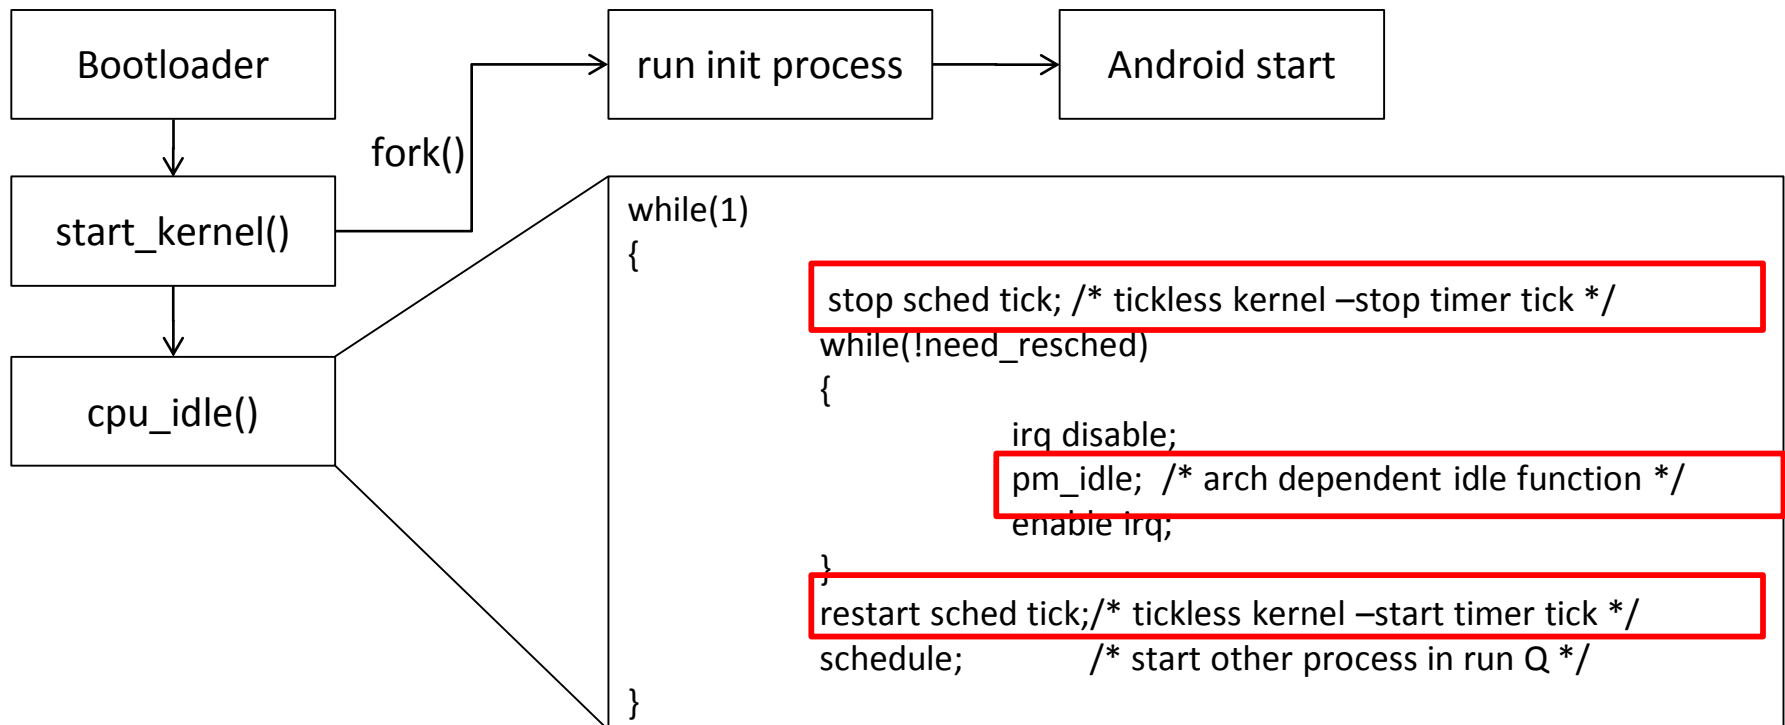 Bootloader
run init process
Android start
fork()
start_kernel()
cpu_idle()
while(1)
{
stop sched tick; /* tickless kernel –stop timer tick */
while(!need_resched)
{
irq disable;
pm_idle; /* arch dependent idle function */
enable irq;
}
restart sched tick;/* tickless kernel –start timer tick */
schedule; /* start other process in run Q */
}